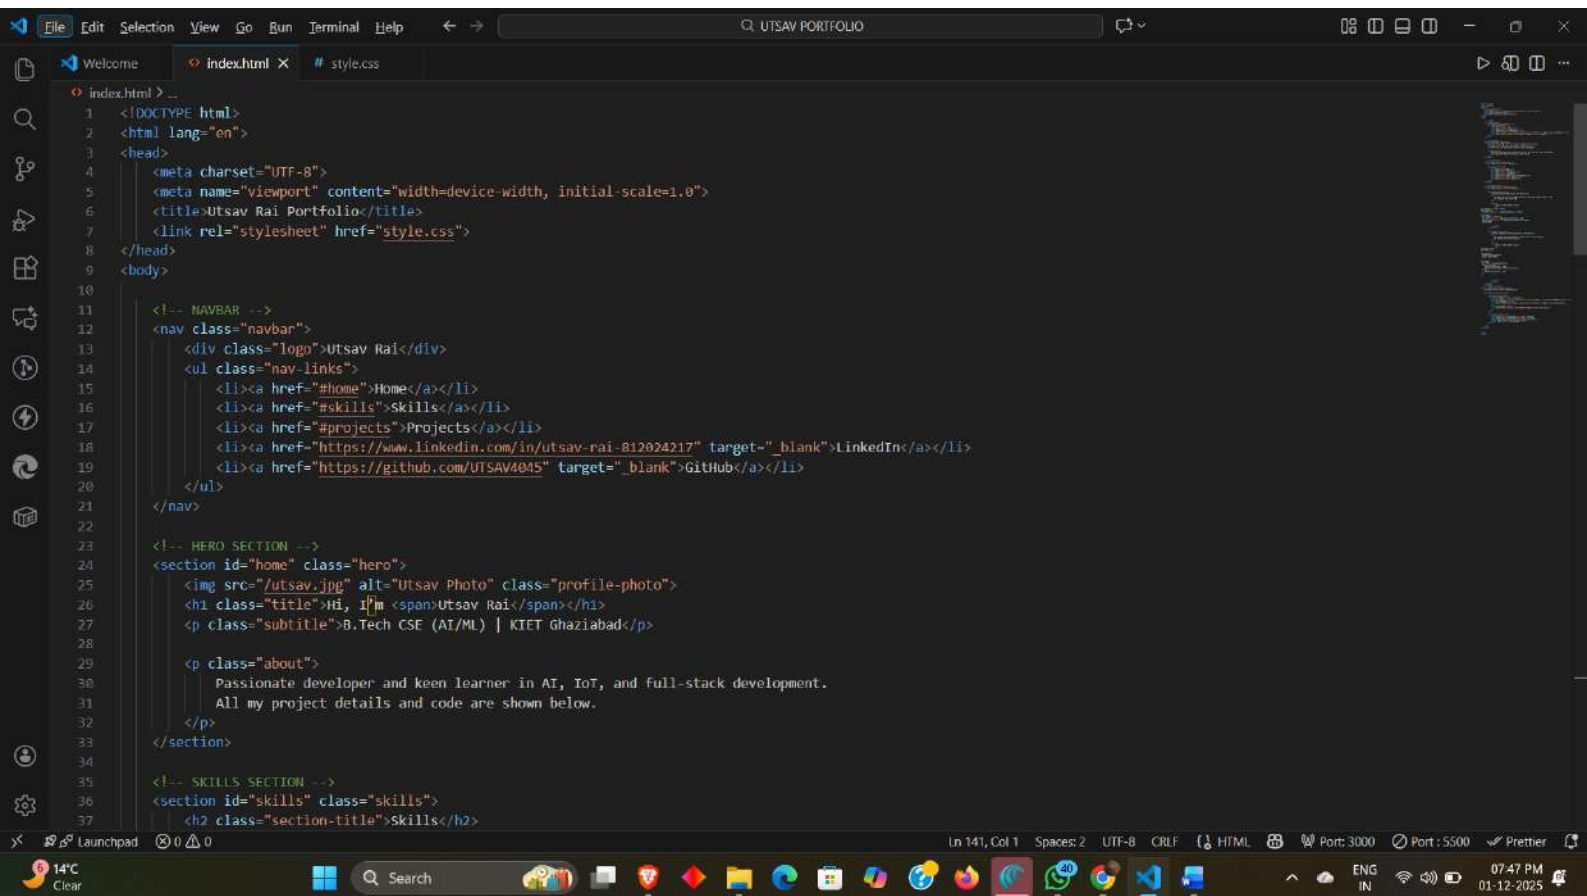 File Edit Selection View Go Run Terminal Help UTSAV PORTFOLIO
Welcome index.html # style.css
index.html > ...
1 <!DOCTYPE html>
2 <html lang="en">
3 <head>
4 <meta charset="UTF-8">
5 <meta name="viewport" content="width=device-width, initial-scale=1.0">
6 <title>Utsav Rai Portfolio</title>
7 <link rel="stylesheet" href="style.css">
8 </head>
9 <body>
10
11 <!-- NAVBAR -->
12 <nav class="navbar">
13 <div class="logo">Utsav Rai</div>
14 <ul class="nav-links">
15 <li><a href="#home">Home</a></li>
16 <li><a href="#skills">Skills</a></li>
17 <li><a href="#projects">Projects</a></li>
18 <li><a href="https://www.linkedin.com/in/utsav-rai-812024217" target="_blank">LinkedIn</a></li>
19 <li><a href="https://github.com/UTSAV4045" target="_blank">GitHub</a></li>
20 </ul>
21 </nav>
22
23 <!-- HERO SECTION -->
24 <section id="home" class="hero">
25 <img src="/utsav.jpg" alt="Utsav Photo" class="profile-photo">
26 <h1 class="title">Hi, I’m <span>Utsav Rai</span></h1>
27 <p class="subtitle">B.Tech CSE (AI/ML) | KIET Ghaziabad</p>
28
29 <p class="about">
30 Passionate developer and keen learner in AI, IoT, and full-stack development.
31 All my project details and code are shown below.
32 </p>
33 </section>
34
35 <!-- SKILLS SECTION -->
36 <section id="skills" class="skills">
37 <h2 class="section-title">Skills</h2>
Launchpad 0 0 Ln 141, Col 1 Spaces: 2 UTF-8 CRLF HTML Port: 3000 Port : 5500 Prettier
6 14°C Search 40 ENG 07:47 PM
Clear IN 01-12-2025